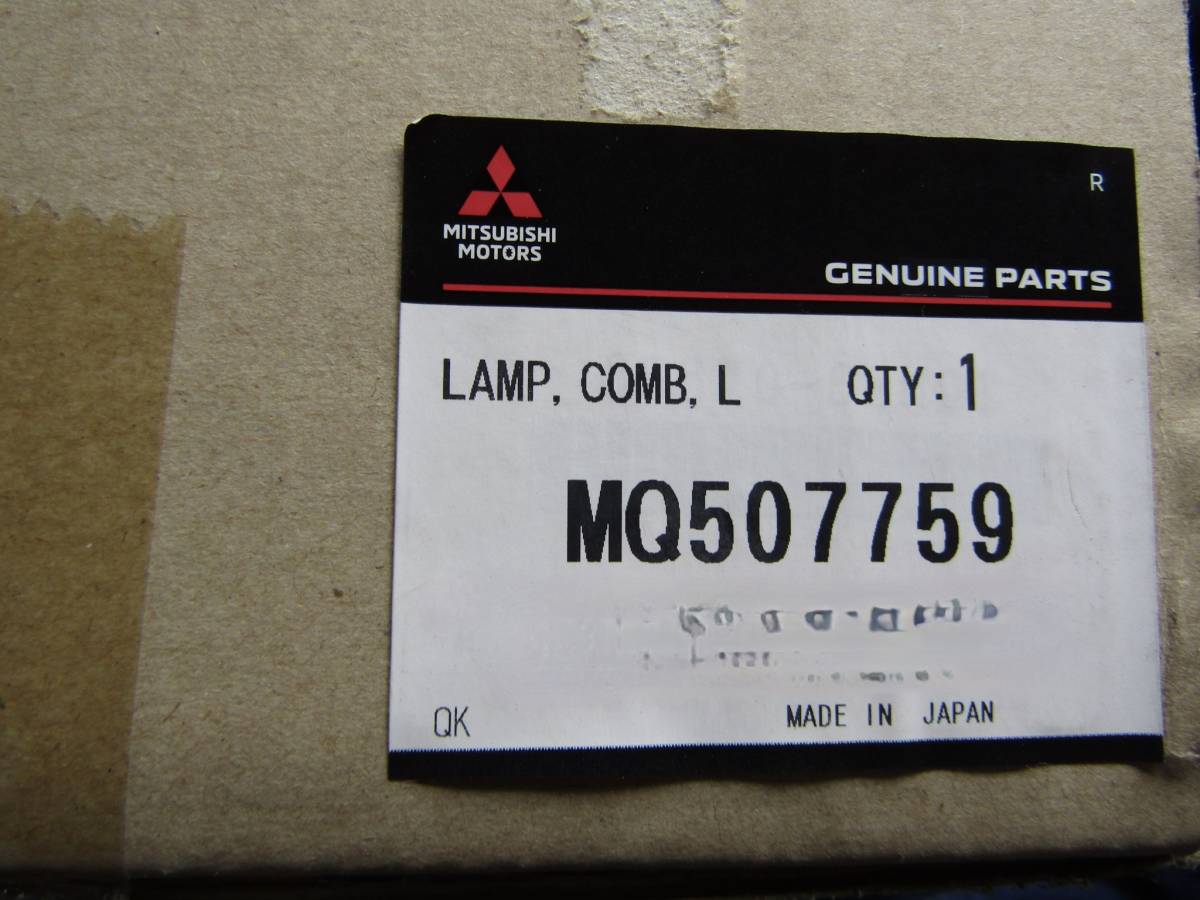 R
MITSUBISHI
MOTORS
GENUINE PARTS
LAMP, COMB, L QTY:1
MQ507759
QK MADE IN JAPAN